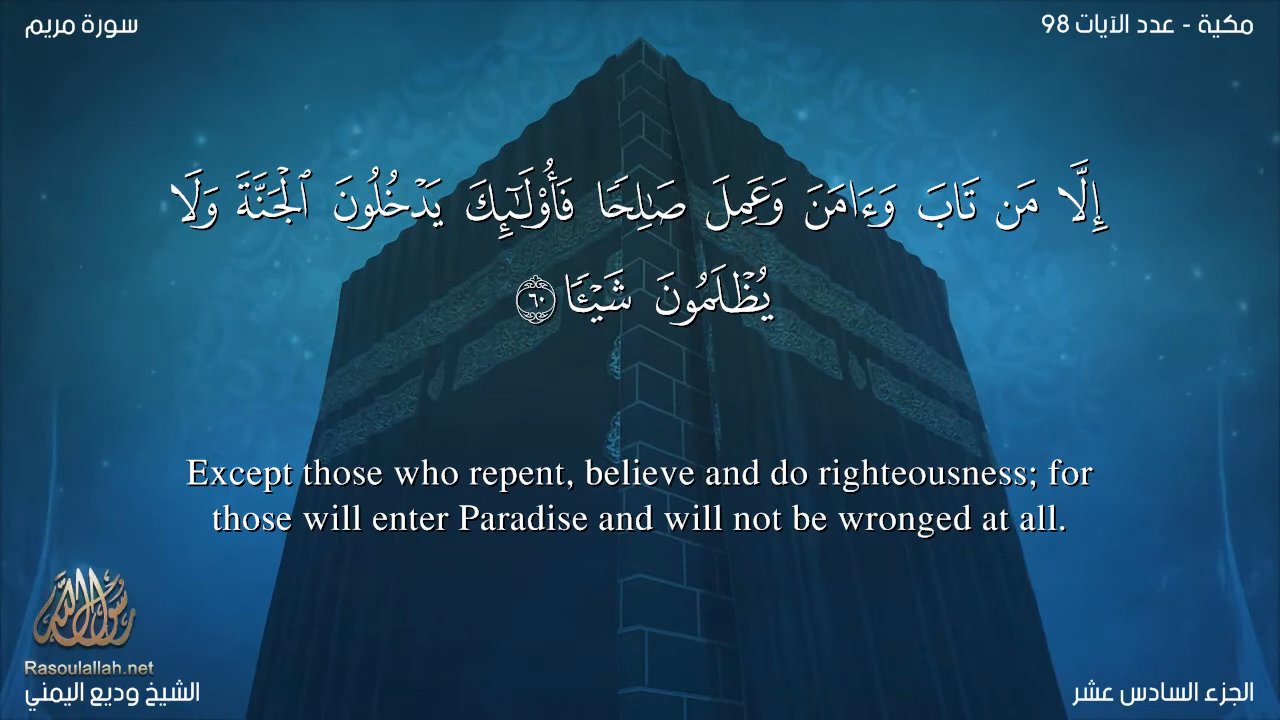 سورة مريم
مكية - عدد الآيات 98
إِلَّا مَن تَابَ وَءَامَنَ وَعَمِلَ صَٰلِحًا فَأُو۟لَٰٓئِكَ يَدْخُلُونَ ٱلْجَنَّةَ وَلَا
يُظْلَمُونَ شَيْـًٔا ٦٠
Except those who repent, believe and do righteousness; for
those will enter Paradise and will not be wronged at all.
رسول الله
Rasoulallah.net
الشيخ وديع اليمني
الجزء السادس عشر